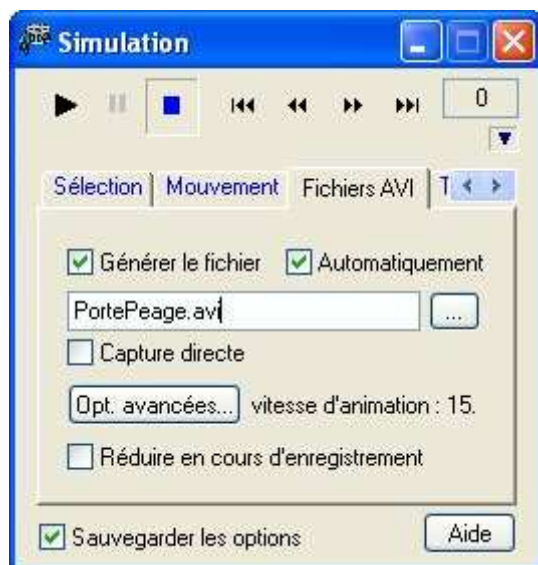 Simulation
0
Sélection Mouvement Fichiers AVI T
Générer le fichier Automatiquement
PortePeage.avi ...
Capture directe
Opt. avancées... vitesse d'animation : 15.
Réduire en cours d'enregistrement
Sauvegarder les options Aide